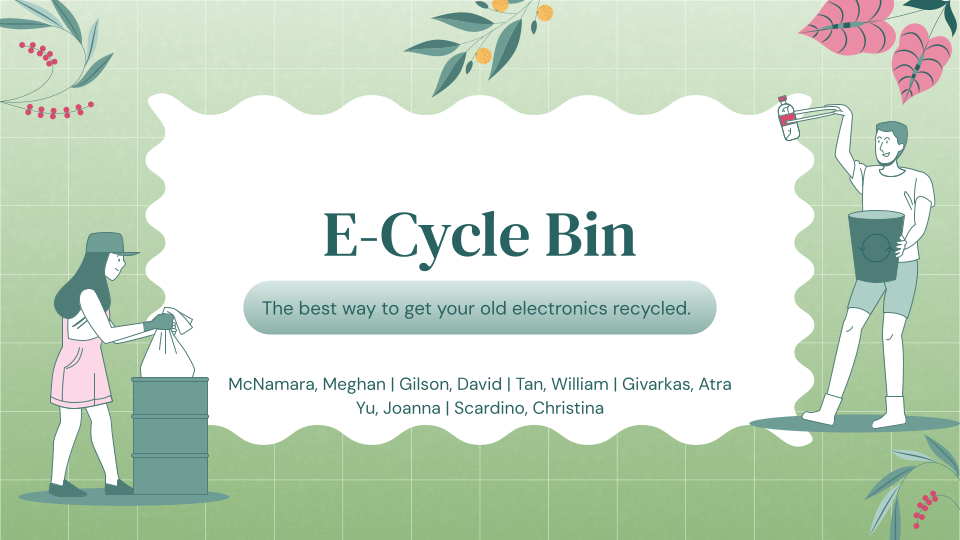 E-Cycle Bin
The best way to get your old electronics recycled.
McNamara, Meghan | Gilson, David | Tan, William | Givarkas, Atra
Yu, Joanna | Scardino, Christina